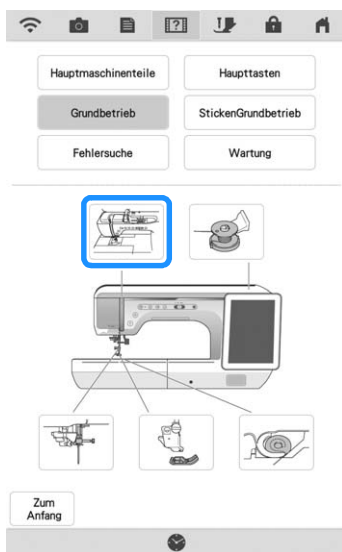 Hauptmaschinenteile
Haupttasten
Grundbetrieb
StickenGrundbetrieb
Fehlersuche
Wartung
Zum
Anfang